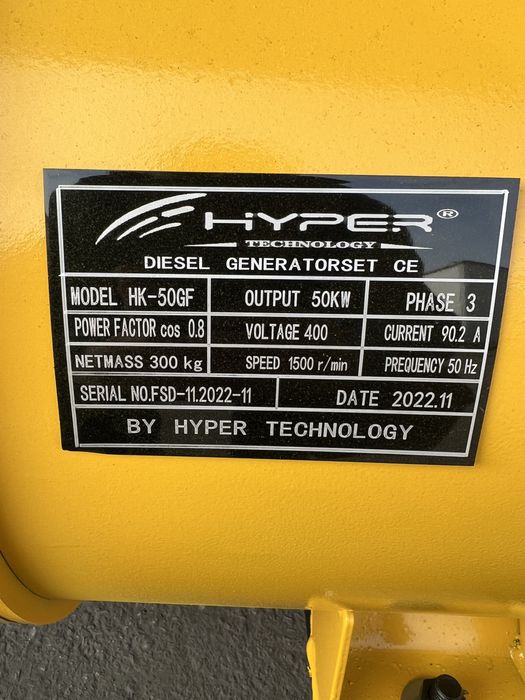 HYPER®
TECHNOLOGY
DIESEL GENERATORSET CE
MODEL HK-50GF OUTPUT 50KW PHASE 3
POWER FACTOR cos 0.8 VOLTAGE 400 CURRENT 90.2 A
NETMASS 300 kg SPEED 1500 r/min PREQUENCY 50 Hz
SERIAL NO.FSD-11.2022-11 DATE 2022.11
BY HYPER TECHNOLOGY